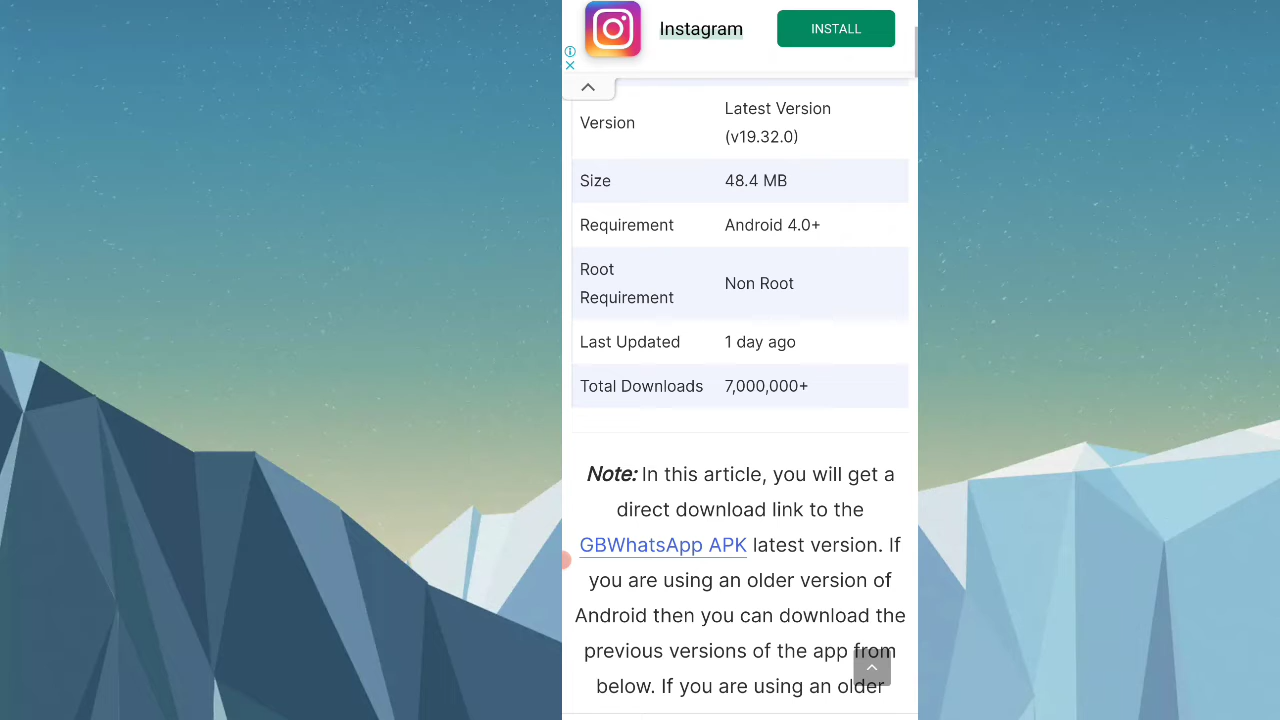 Instagram
INSTALL
Version
Latest Version
(v19.32.0)
Size
48.4 MB
Requirement
Android 4.0+
Root
Requirement
Non Root
Last Updated
1 day ago
Total Downloads
7,000,000+
Note: In this article, you will get a
direct download link to the
GBWhatsApp APK latest version. If
you are using an older version of
Android then you can download the
previous versions of the app from
below. If you are using an older